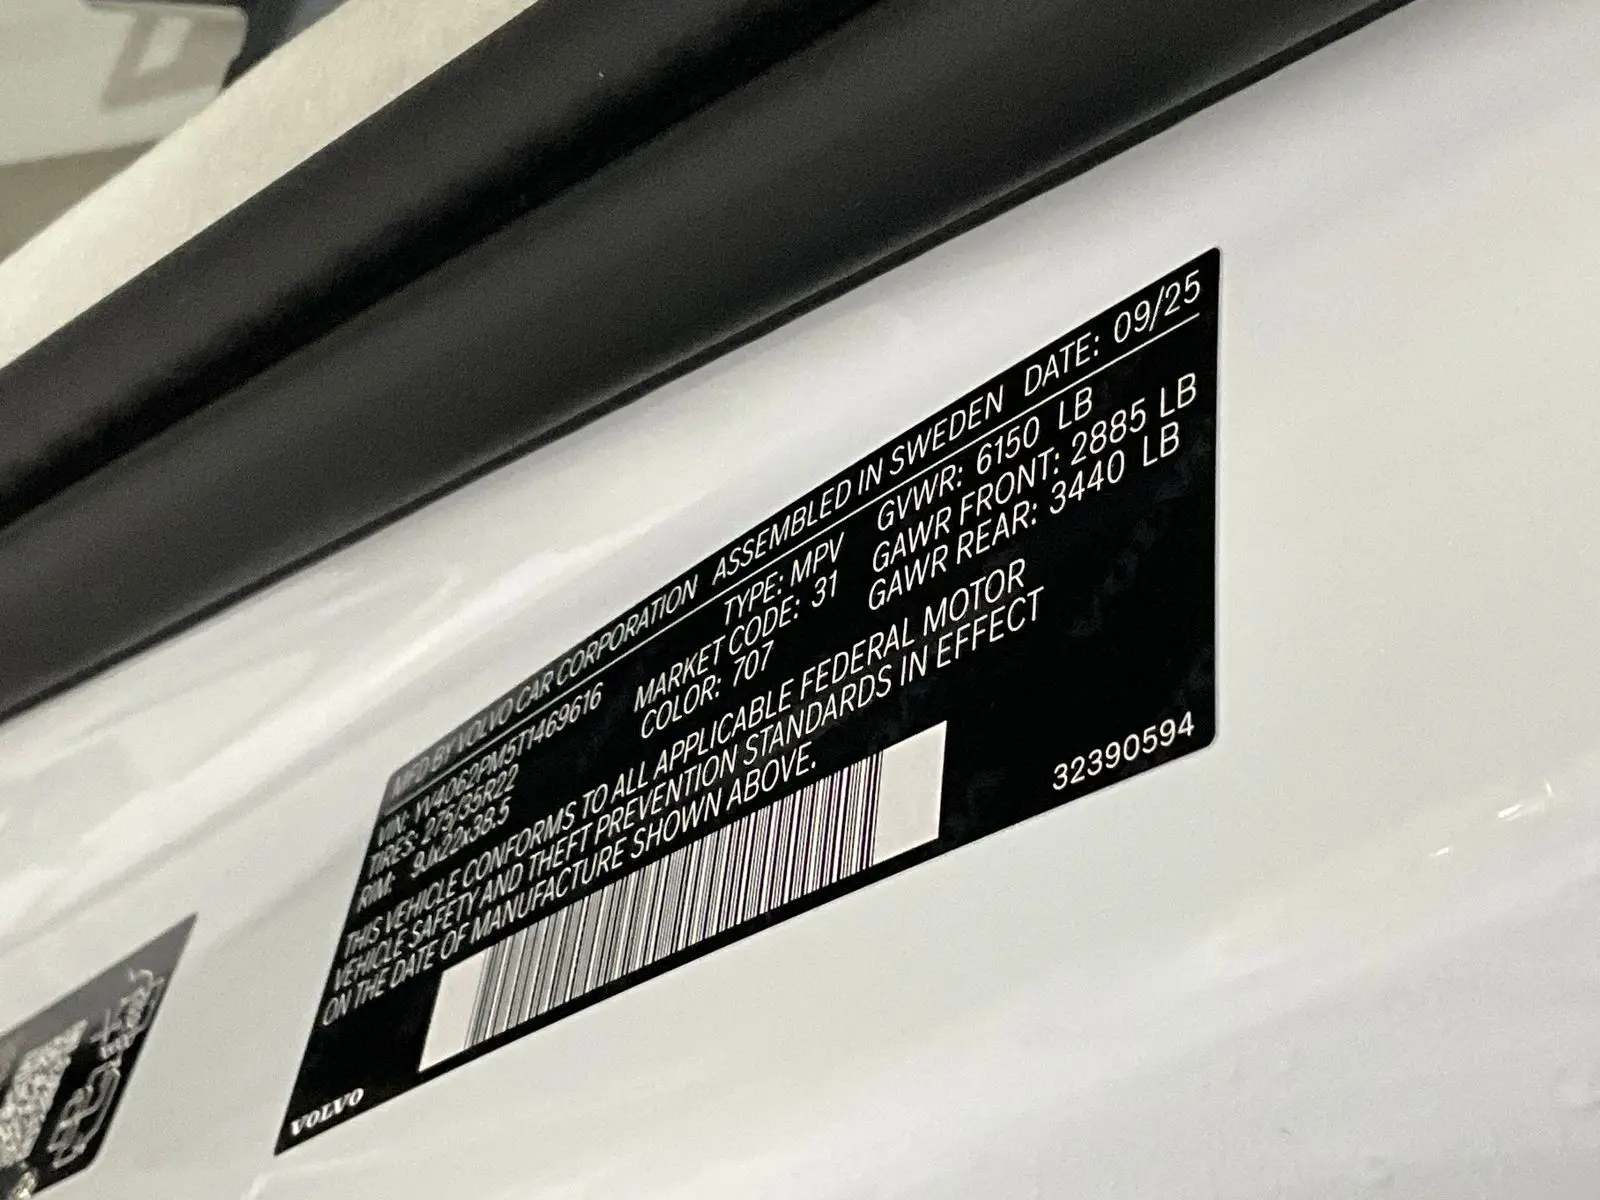 MFD BY VOLVO CAR CORPORATION ASSEMBLED IN SWEDEN DATE: 09/25
VIN: YV4062PM5T1469616 TYPE: MPV GVWR: 6150 LB
TIRES: 275/35R22 MARKET CODE: 31 GAWR FRONT: 2885 LB
RIM: 9Jx22x38.5 COLOR: 707 GAWR REAR: 3440 LB
THIS VEHICLE CONFORMS TO ALL APPLICABLE FEDERAL MOTOR
VEHICLE SAFETY AND THEFT PREVENTION STANDARDS IN EFFECT
ON THE DATE OF MANUFACTURE SHOWN ABOVE.
VOLVO 32390594